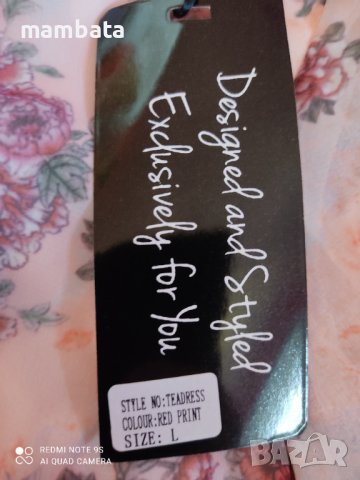 mambata
Designed and Styled
Exclusively for You
STYLE NO:TEADRESS
COLOUR:RED PRINT
SIZE: L
REDMI NOTE 9S
AI QUAD CAMERA
BAZAR